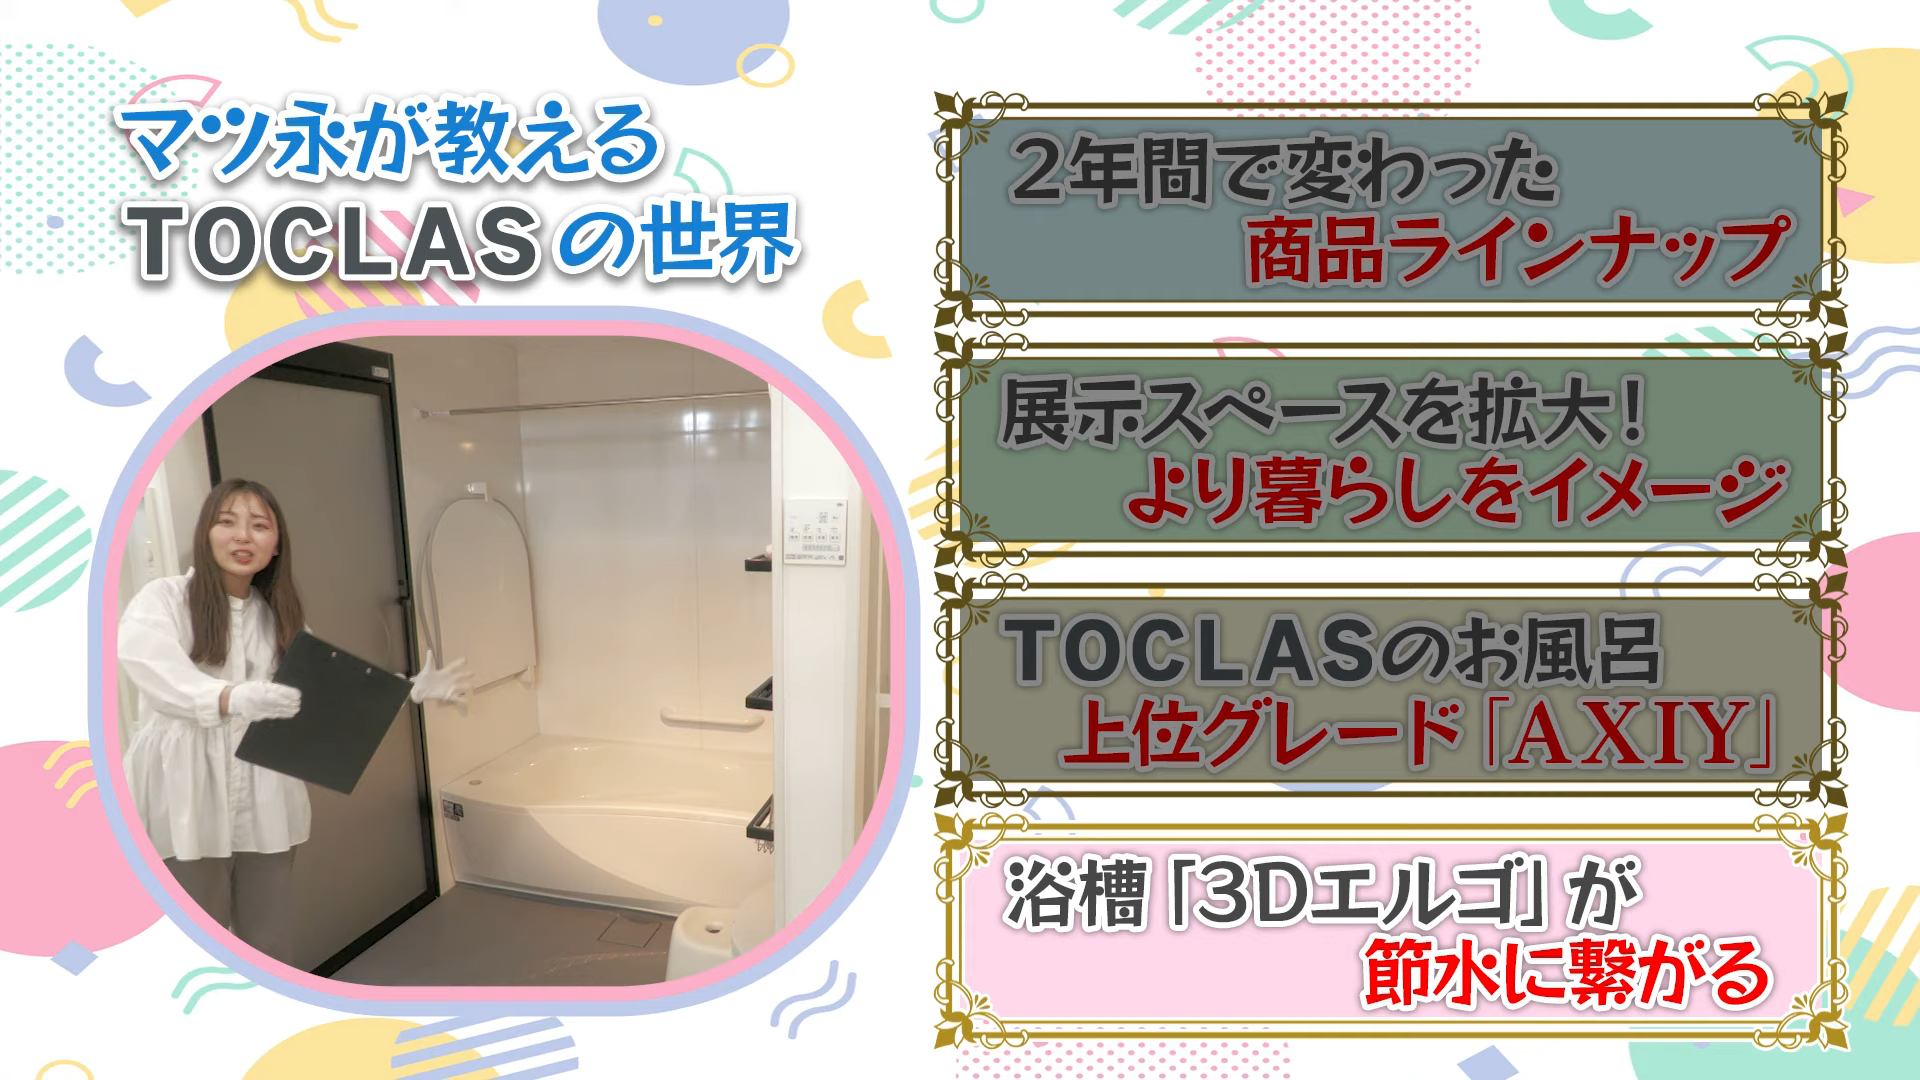 マツ永が教える
TOCLASの世界
2年間で変わった
商品ラインナップ
展示スペースを拡大!
より暮らしをイメージ
TOCLASのお風呂
上位グレード「AXIY」
浴槽「3Dエルゴ」が
節水に繋がる